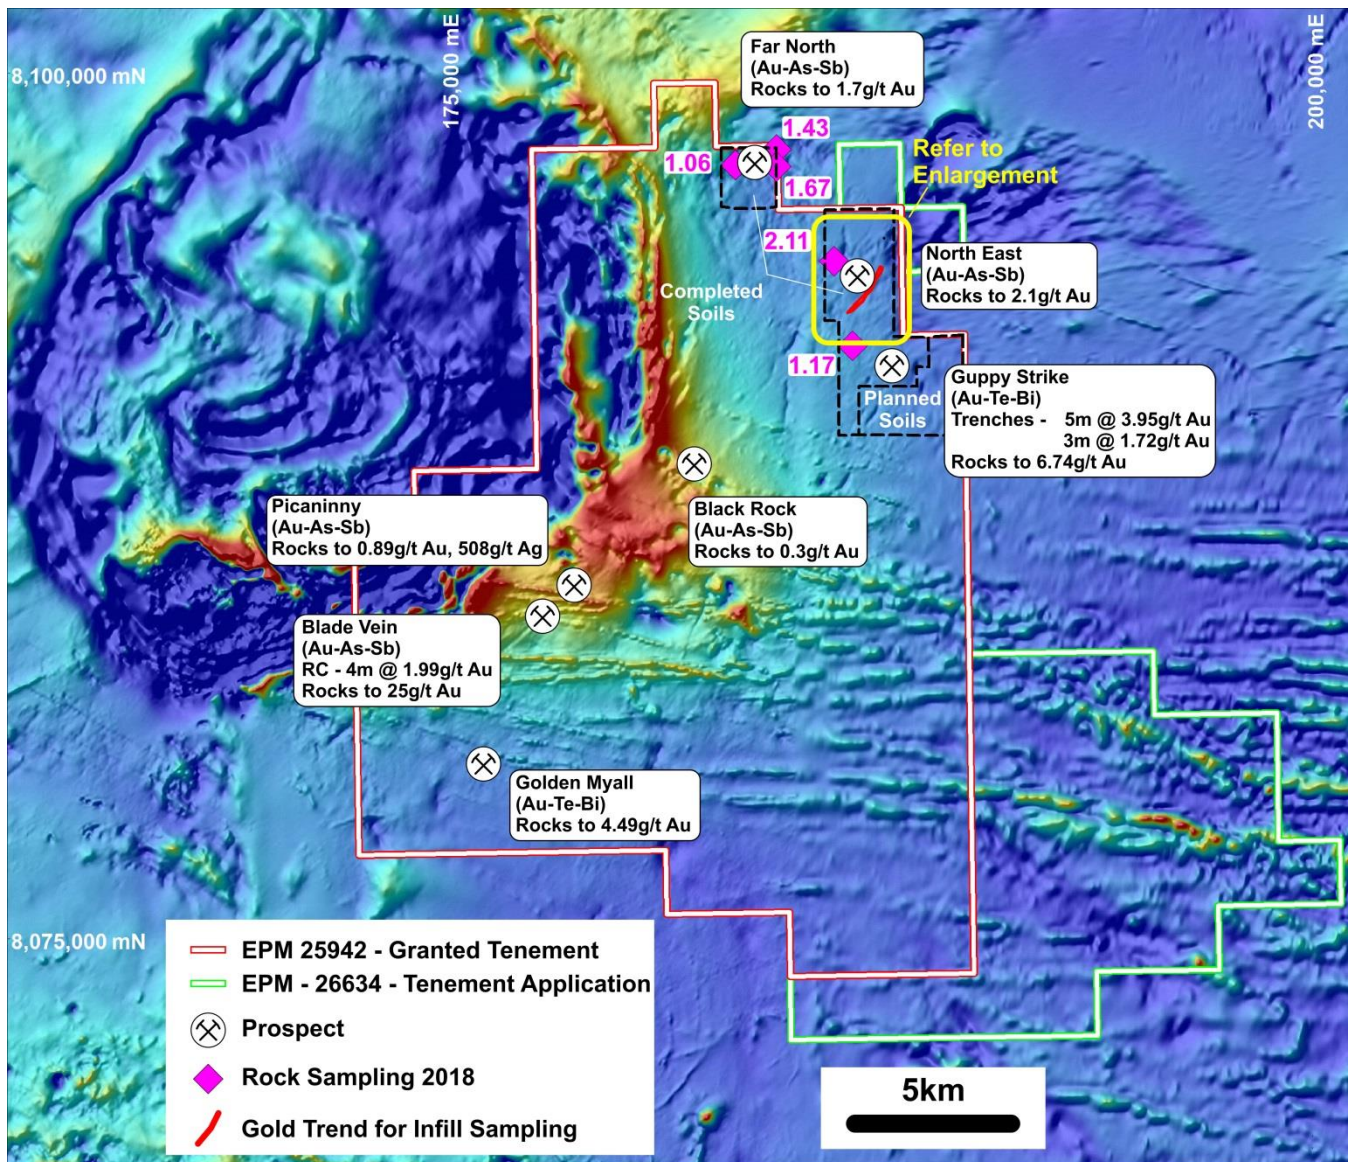 8,100,000 mN
175,000 mE
200,000 mE
Far North
(Au-As-Sb)
Rocks to 1.7g/t Au
1.43
1.06
1.67
Refer to
Enlargement
2.11
North East
(Au-As-Sb)
Rocks to 2.1g/t Au
Completed
Soils
1.17
Planned
Soils
Guppy Strike
(Au-Te-Bi)
Trenches - 5m @ 3.95g/t Au
3m @ 1.72g/t Au
Rocks to 6.74g/t Au
Picaninny
(Au-As-Sb)
Rocks to 0.89g/t Au, 508g/t Ag
Black Rock
(Au-As-Sb)
Rocks to 0.3g/t Au
Blade Vein
(Au-As-Sb)
RC - 4m @ 1.99g/t Au
Rocks to 25g/t Au
Golden Myall
(Au-Te-Bi)
Rocks to 4.49g/t Au
8,075,000 mN
EPM 25942 - Granted Tenement
EPM - 26634 - Tenement Application
Prospect
Rock Sampling 2018
Gold Trend for Infill Sampling
5km